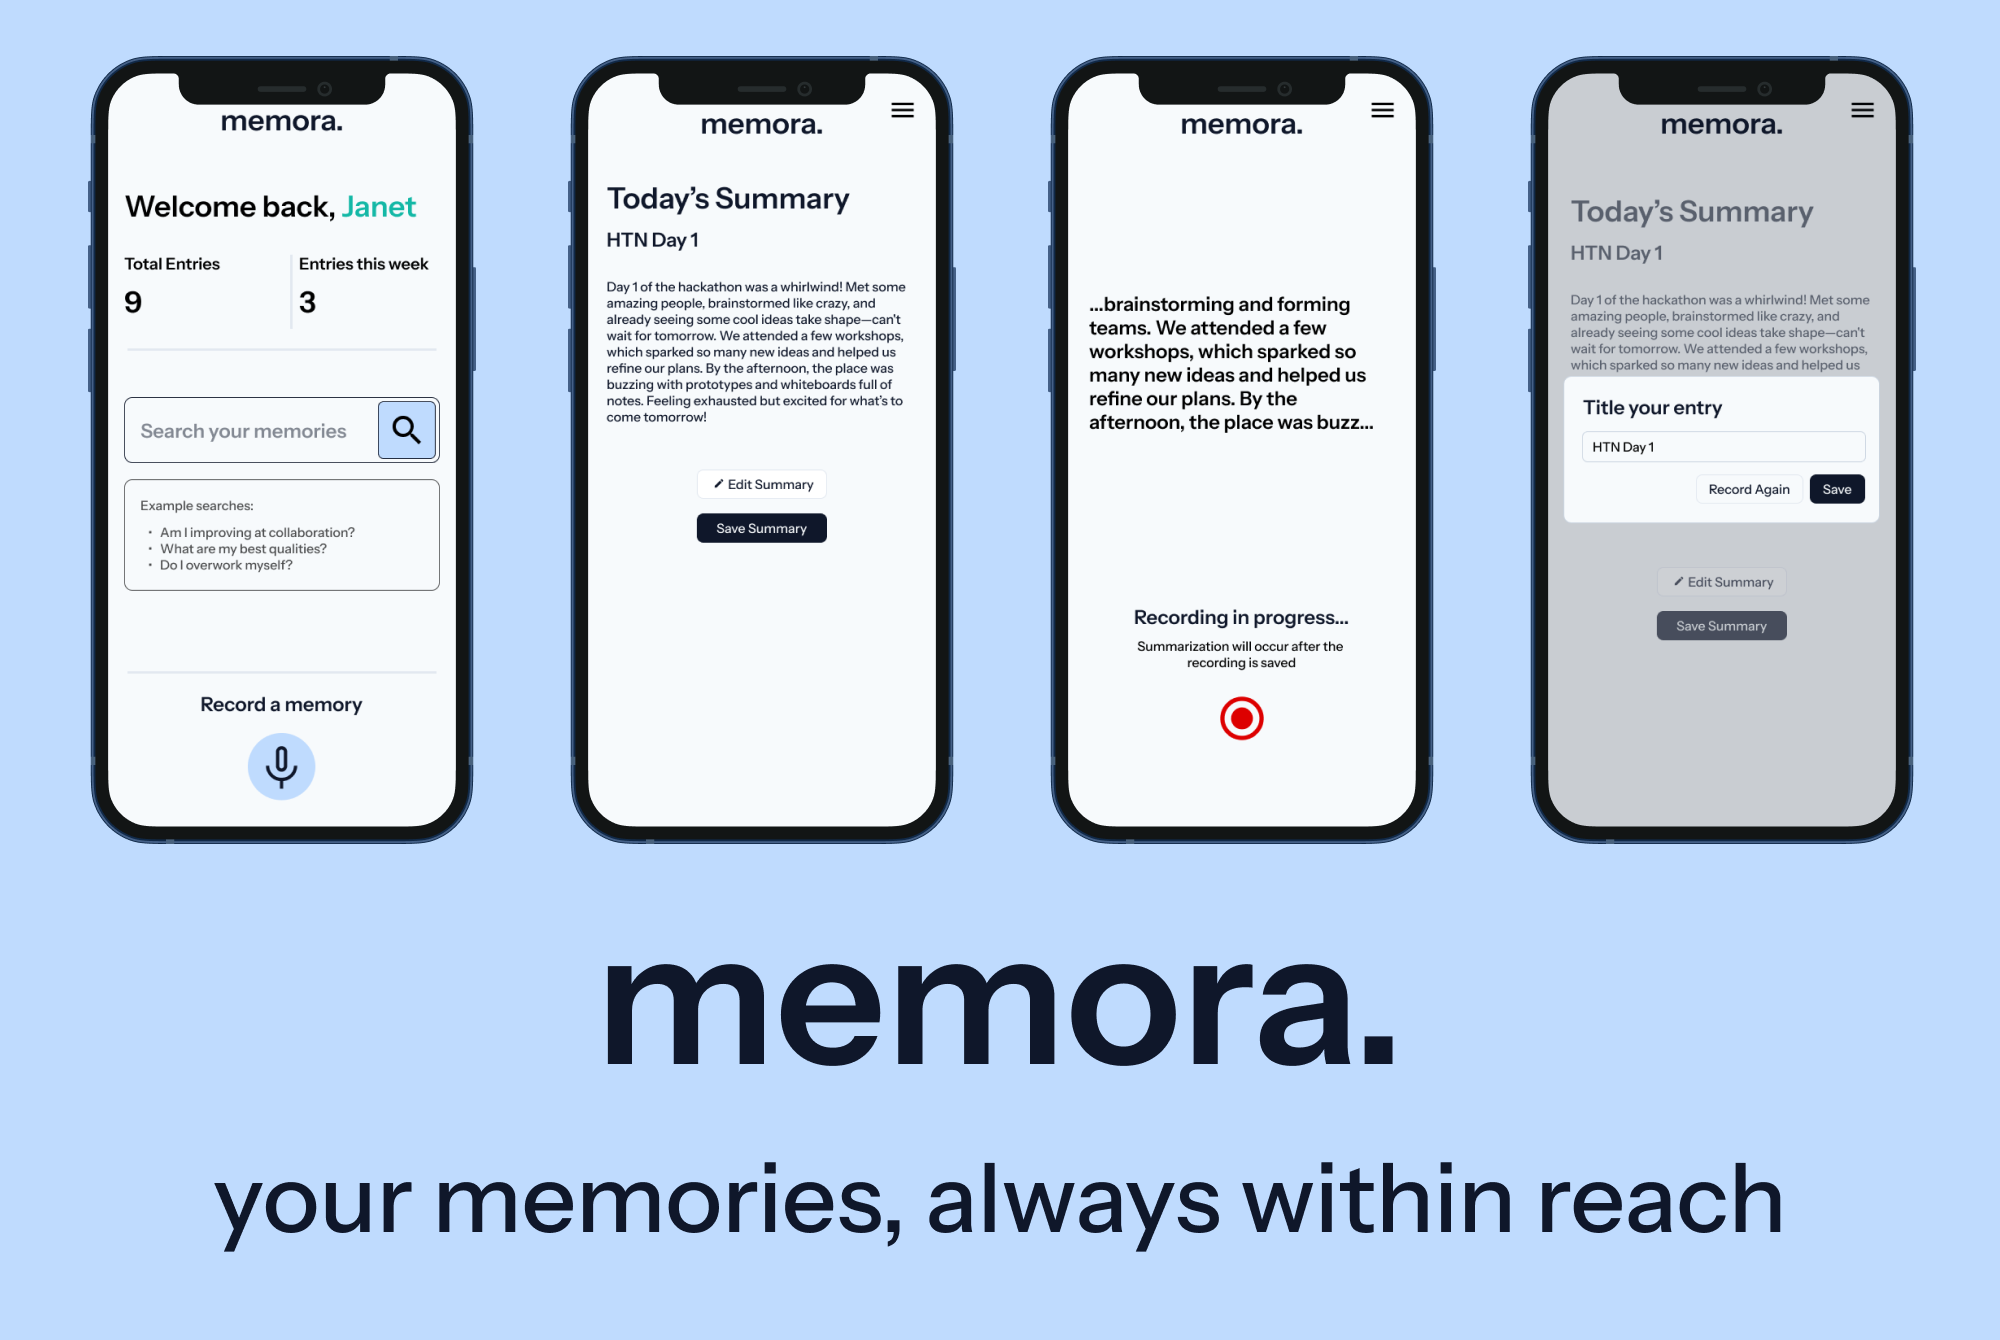 memora.
Welcome back, Janet
Total Entries
9
Entries this week
3
Search your memories
Example searches:
• Am I improving at collaboration?
• What are my best qualities?
• Do I overwork myself?
Record a memory
memora.
Today's Summary
HTN Day 1
Day 1 of the hackathon was a whirlwind! Met some
amazing people, brainstormed like crazy, and
already seeing some cool ideas take shape—can't
wait for tomorrow. We attended a few workshops,
which sparked so many new ideas and helped us
refine our plans. By the afternoon, the place was
buzzing with prototypes and whiteboards full of
notes. Feeling exhausted but excited for what's to
come tomorrow!
Edit Summary
Save Summary
memora.
...brainstorming and forming
teams. We attended a few
workshops, which sparked so
many new ideas and helped us
refine our plans. By the
afternoon, the place was buzz...
Recording in progress...
Summarization will occur after the
recording is saved
memora.
Today's Summary
HTN Day 1
Day 1 of the hackathon was a whirlwind! Met some
amazing people, brainstormed like crazy, and
already seeing some cool ideas take shape—can't
wait for tomorrow. We attended a few workshops,
which sparked so many new ideas and helped us
Title your entry
HTN Day 1
Record Again
Save
Edit Summary
Save Summary
memora.
your memories, always within reach